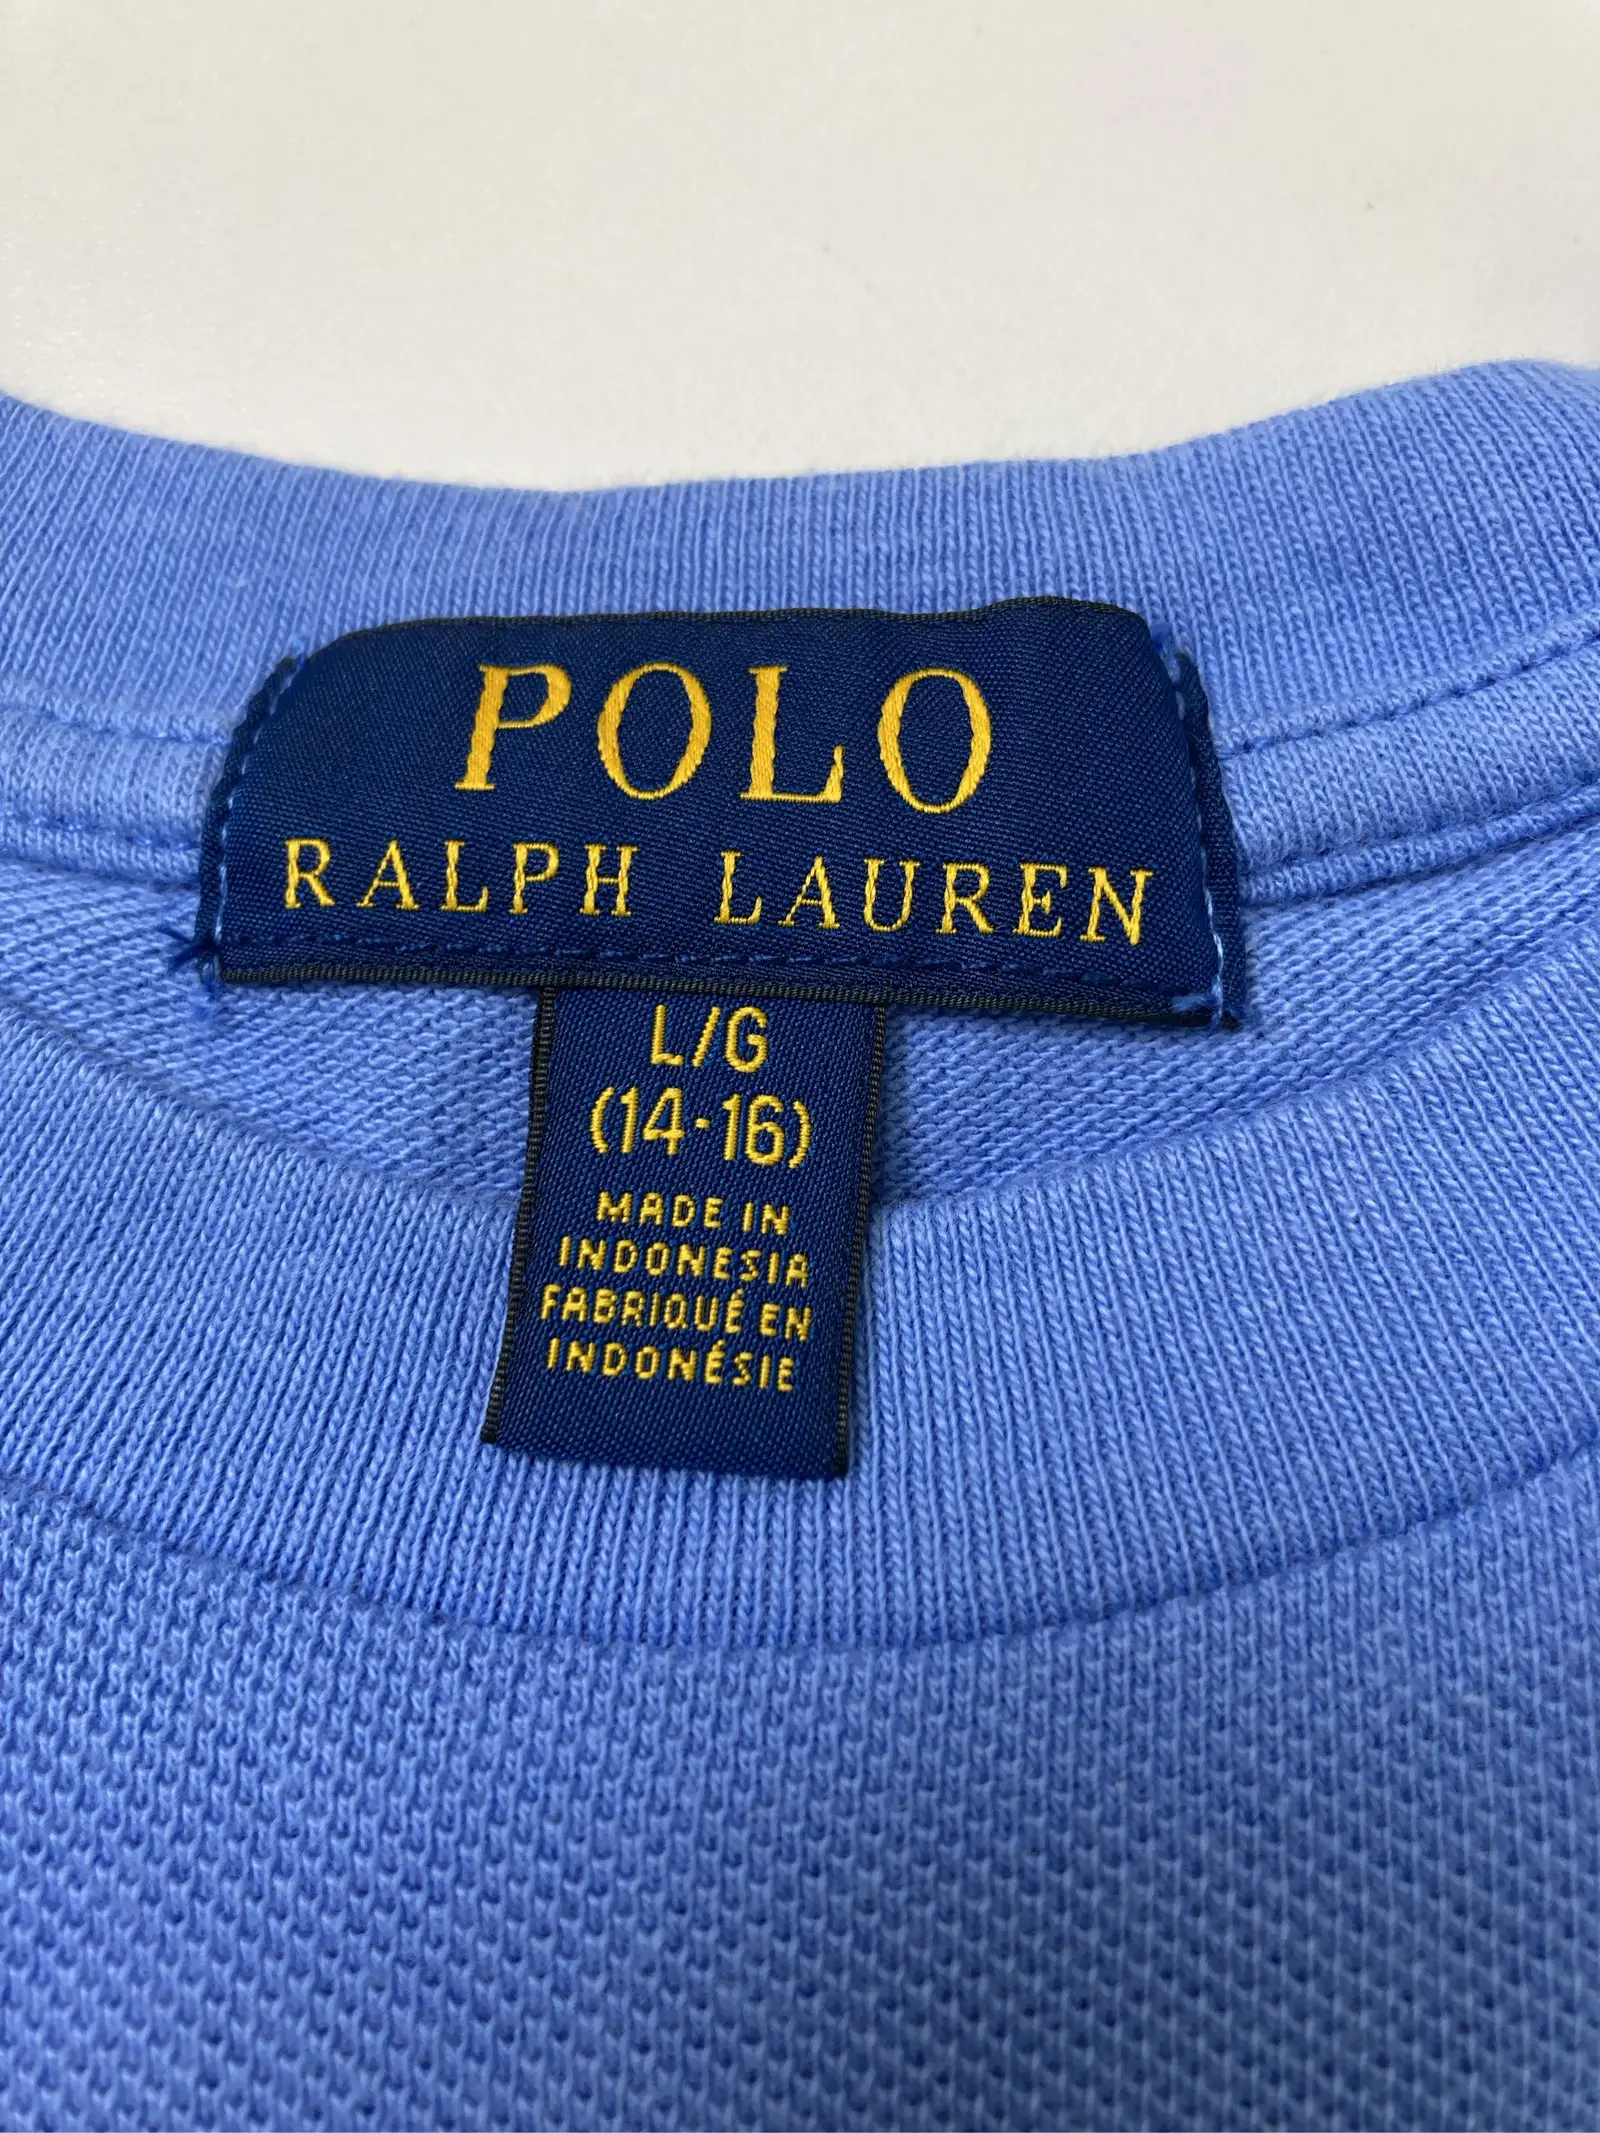 POLO
RALPH LAUREN
L/G
(14-16)
MADE IN
INDONESIA
FABRIQUÉ EN
INDONÉSIE